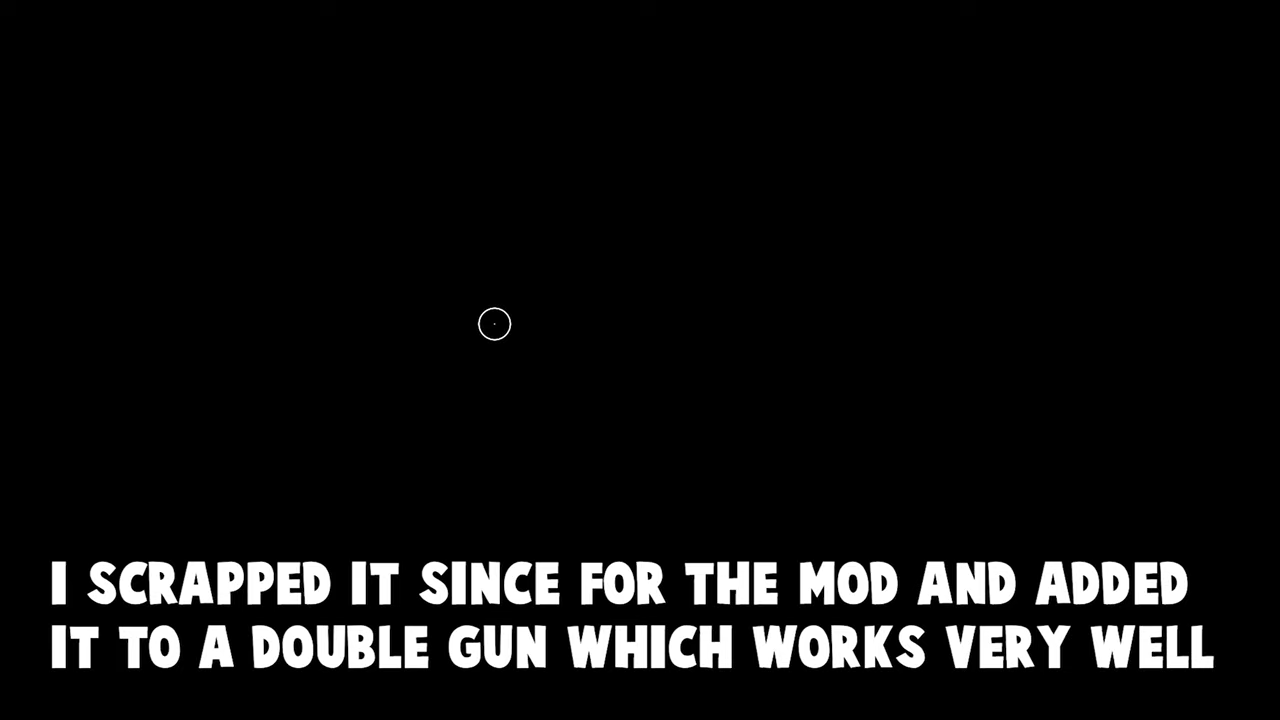 I SCRAPPED IT SINCE FOR THE MOD AND ADDED
IT TO A DOUBLE GUN WHICH WORKS VERY WELL